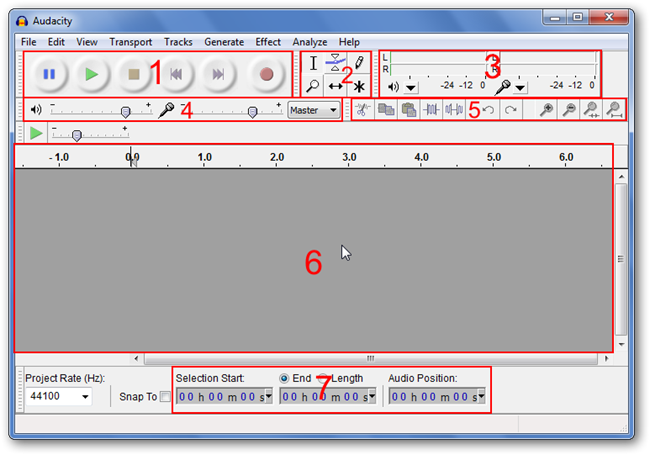 Audacity
File Edit View Transport Tracks Generate Effect Analyze Help
1
2
L
R
L
R
3
-24 -12 0
-24 -12 0
- + 4 - +
Master
5
- +
- 1.0 0.0 1.0 2.0 3.0 4.0 5.0 6.0
6
Project Rate (Hz): Selection Start: End Length Audio Position:
44100 Snap To 00 h 00 m 00 s 00 h 00 m 00 s 00 h 00 m 00 s
7